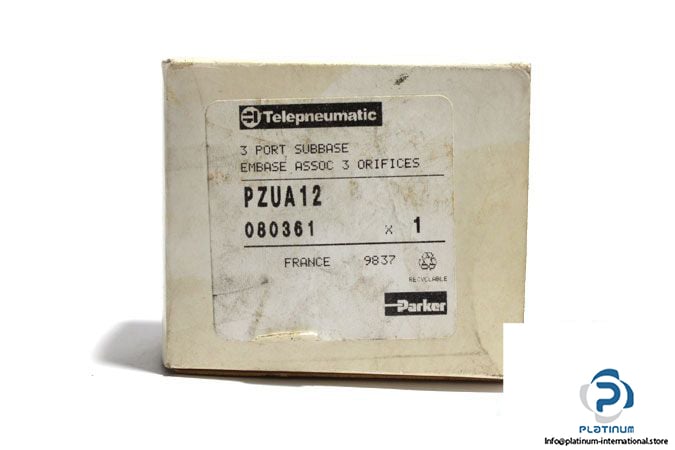 Telepneumatic
3 PORT SUBBASE
EMBASE ASSOC 3 ORIFICES
PZUA12
080361 x 1
FRANCE 9837
RECYCLABLE
Parker
PLATINUM
Info@platinum-international.store